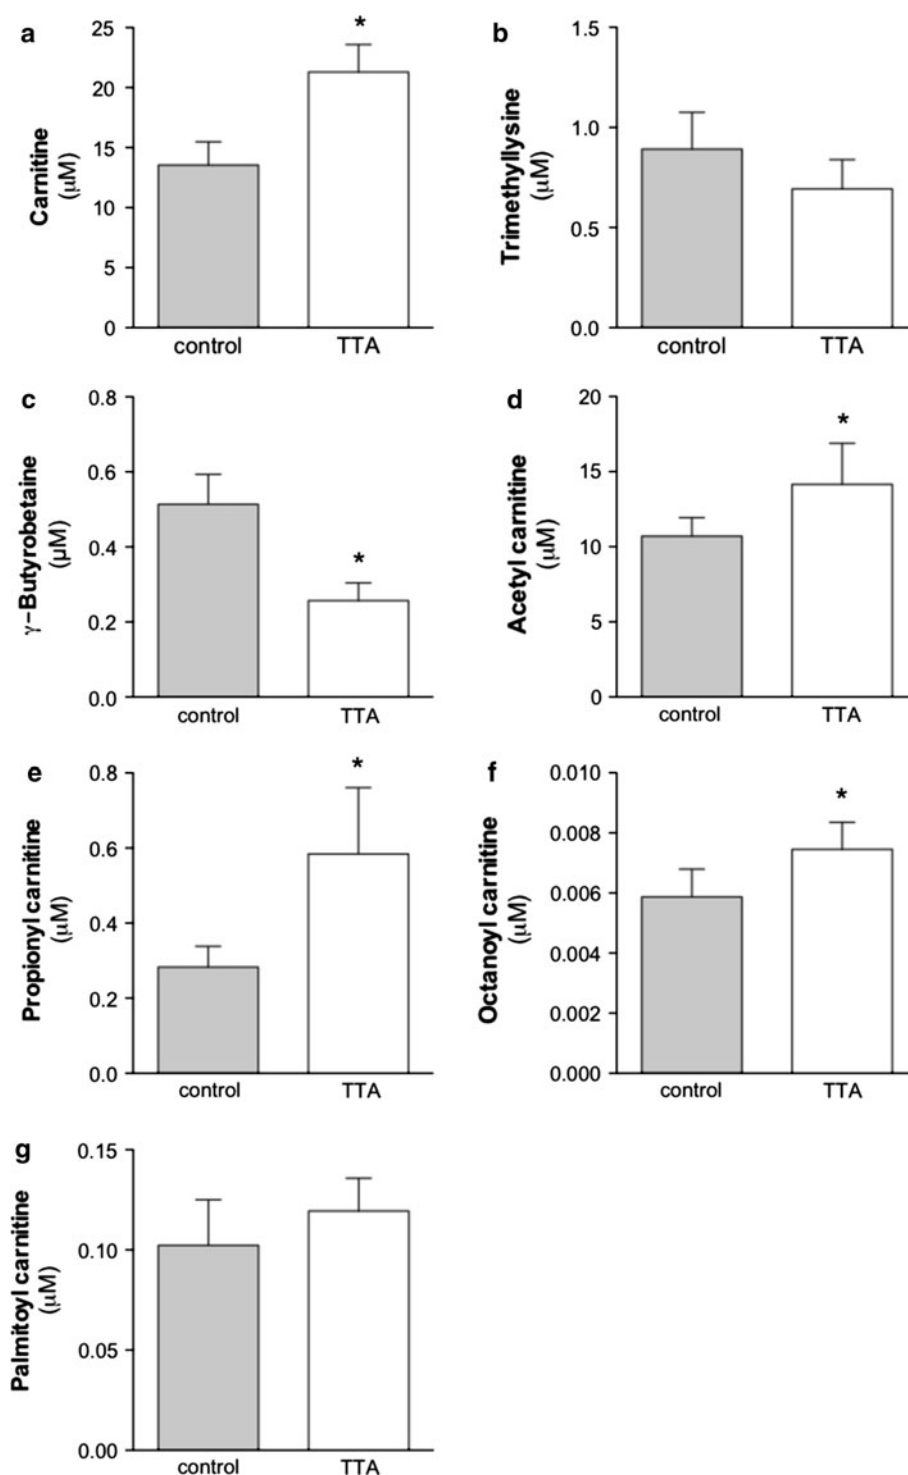 a
Carnitine
(μM)
25
20
15
10
5
0
*
control TTA
b
Trimethyllysine
(μM)
1.5
1.0
0.5
0.0
control TTA
c
γ−Butyrobetaine
(μM)
0.8
0.6
0.4
0.2
0.0
*
control TTA
d
Acetyl carnitine
(μM)
20
15
10
5
0
*
control TTA
e
Propionyl carnitine
(μM)
0.8
0.6
0.4
0.2
0.0
*
control TTA
f
Octanoyl carnitine
(μM)
0.010
0.008
0.006
0.004
0.002
0.000
*
control TTA
g
Palmitoyl carnitine
(μM)
0.15
0.10
0.05
0.00
control TTA